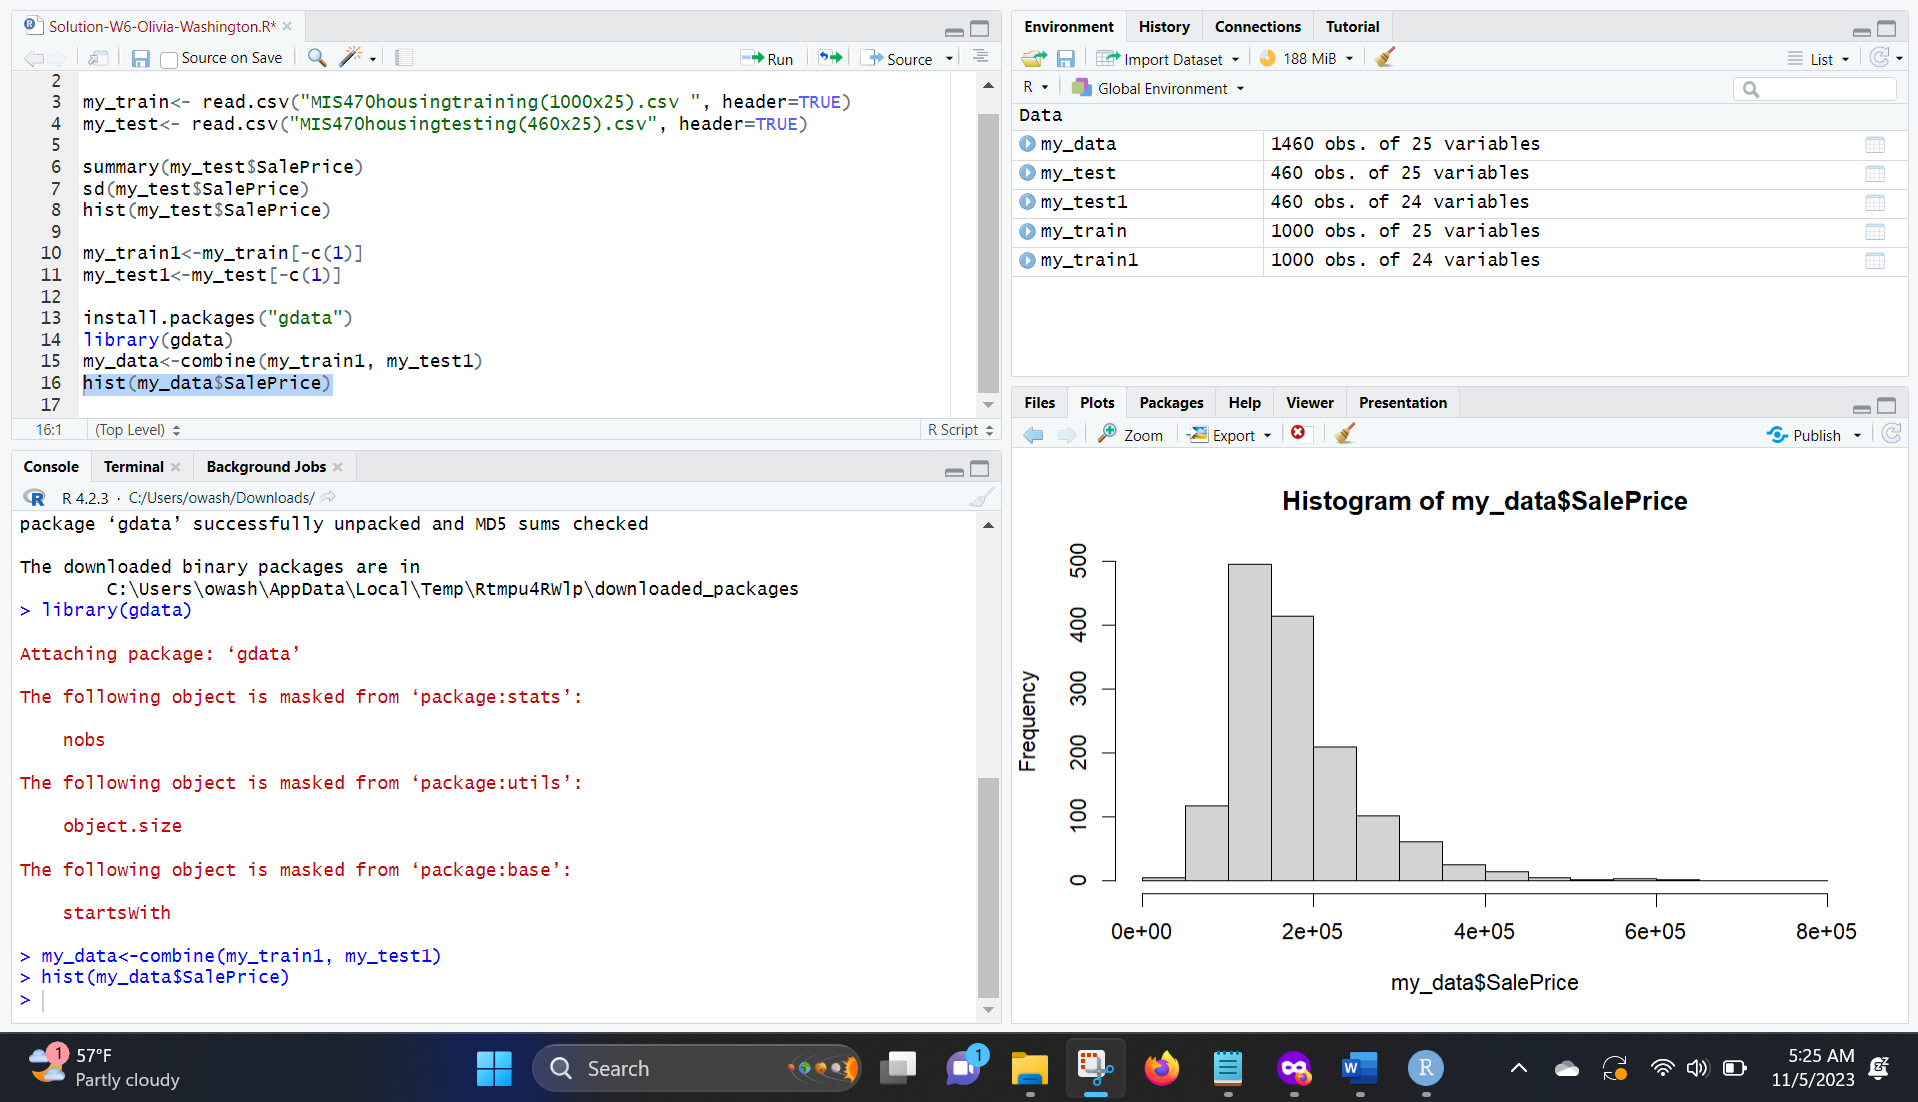 Solution-W6-Olivia-Washington.R*
Source on Save
Run
Source
2
3 my_train<- read.csv("MIS470housingtraining(1000x25).csv ", header=TRUE)
4 my_test<- read.csv("MIS470housingtesting(460x25).csv", header=TRUE)
5
6 summary(my_test$SalePrice)
7 sd(my_test$SalePrice)
8 hist(my_test$SalePrice)
9
10 my_train1<-my_train[-c(1)]
11 my_test1<-my_test[-c(1)]
12
13 install.packages("gdata")
14 library(gdata)
15 my_data<-combine(my_train1, my_test1)
16 hist(my_data$SalePrice)
17
16:1 (Top Level) R Script
Console Terminal Background Jobs
R 4.2.3 · C:/Users/owash/Downloads/
package ‘gdata’ successfully unpacked and MD5 sums checked
The downloaded binary packages are in
C:\Users\owash\AppData\Local\Temp\Rtmpu4RWlp\downloaded_packages
> library(gdata)
Attaching package: ‘gdata’
The following object is masked from ‘package:stats’:
nobs
The following object is masked from ‘package:utils’:
object.size
The following object is masked from ‘package:base’:
startsWith
> my_data<-combine(my_train1, my_test1)
> hist(my_data$SalePrice)
>
Environment History Connections Tutorial
Import Dataset 188 MiB List
R Global Environment
Data
my_data 1460 obs. of 25 variables
my_test 460 obs. of 25 variables
my_test1 460 obs. of 24 variables
my_train 1000 obs. of 25 variables
my_train1 1000 obs. of 24 variables
Files Plots Packages Help Viewer Presentation
Zoom Export Publish
Histogram of my_data$SalePrice
Frequency
500
400
300
200
100
0
0e+00 2e+05 4e+05 6e+05 8e+05
my_data$SalePrice
1
57°F
Partly cloudy
Search
1
W
R
5:25 AM
11/5/2023